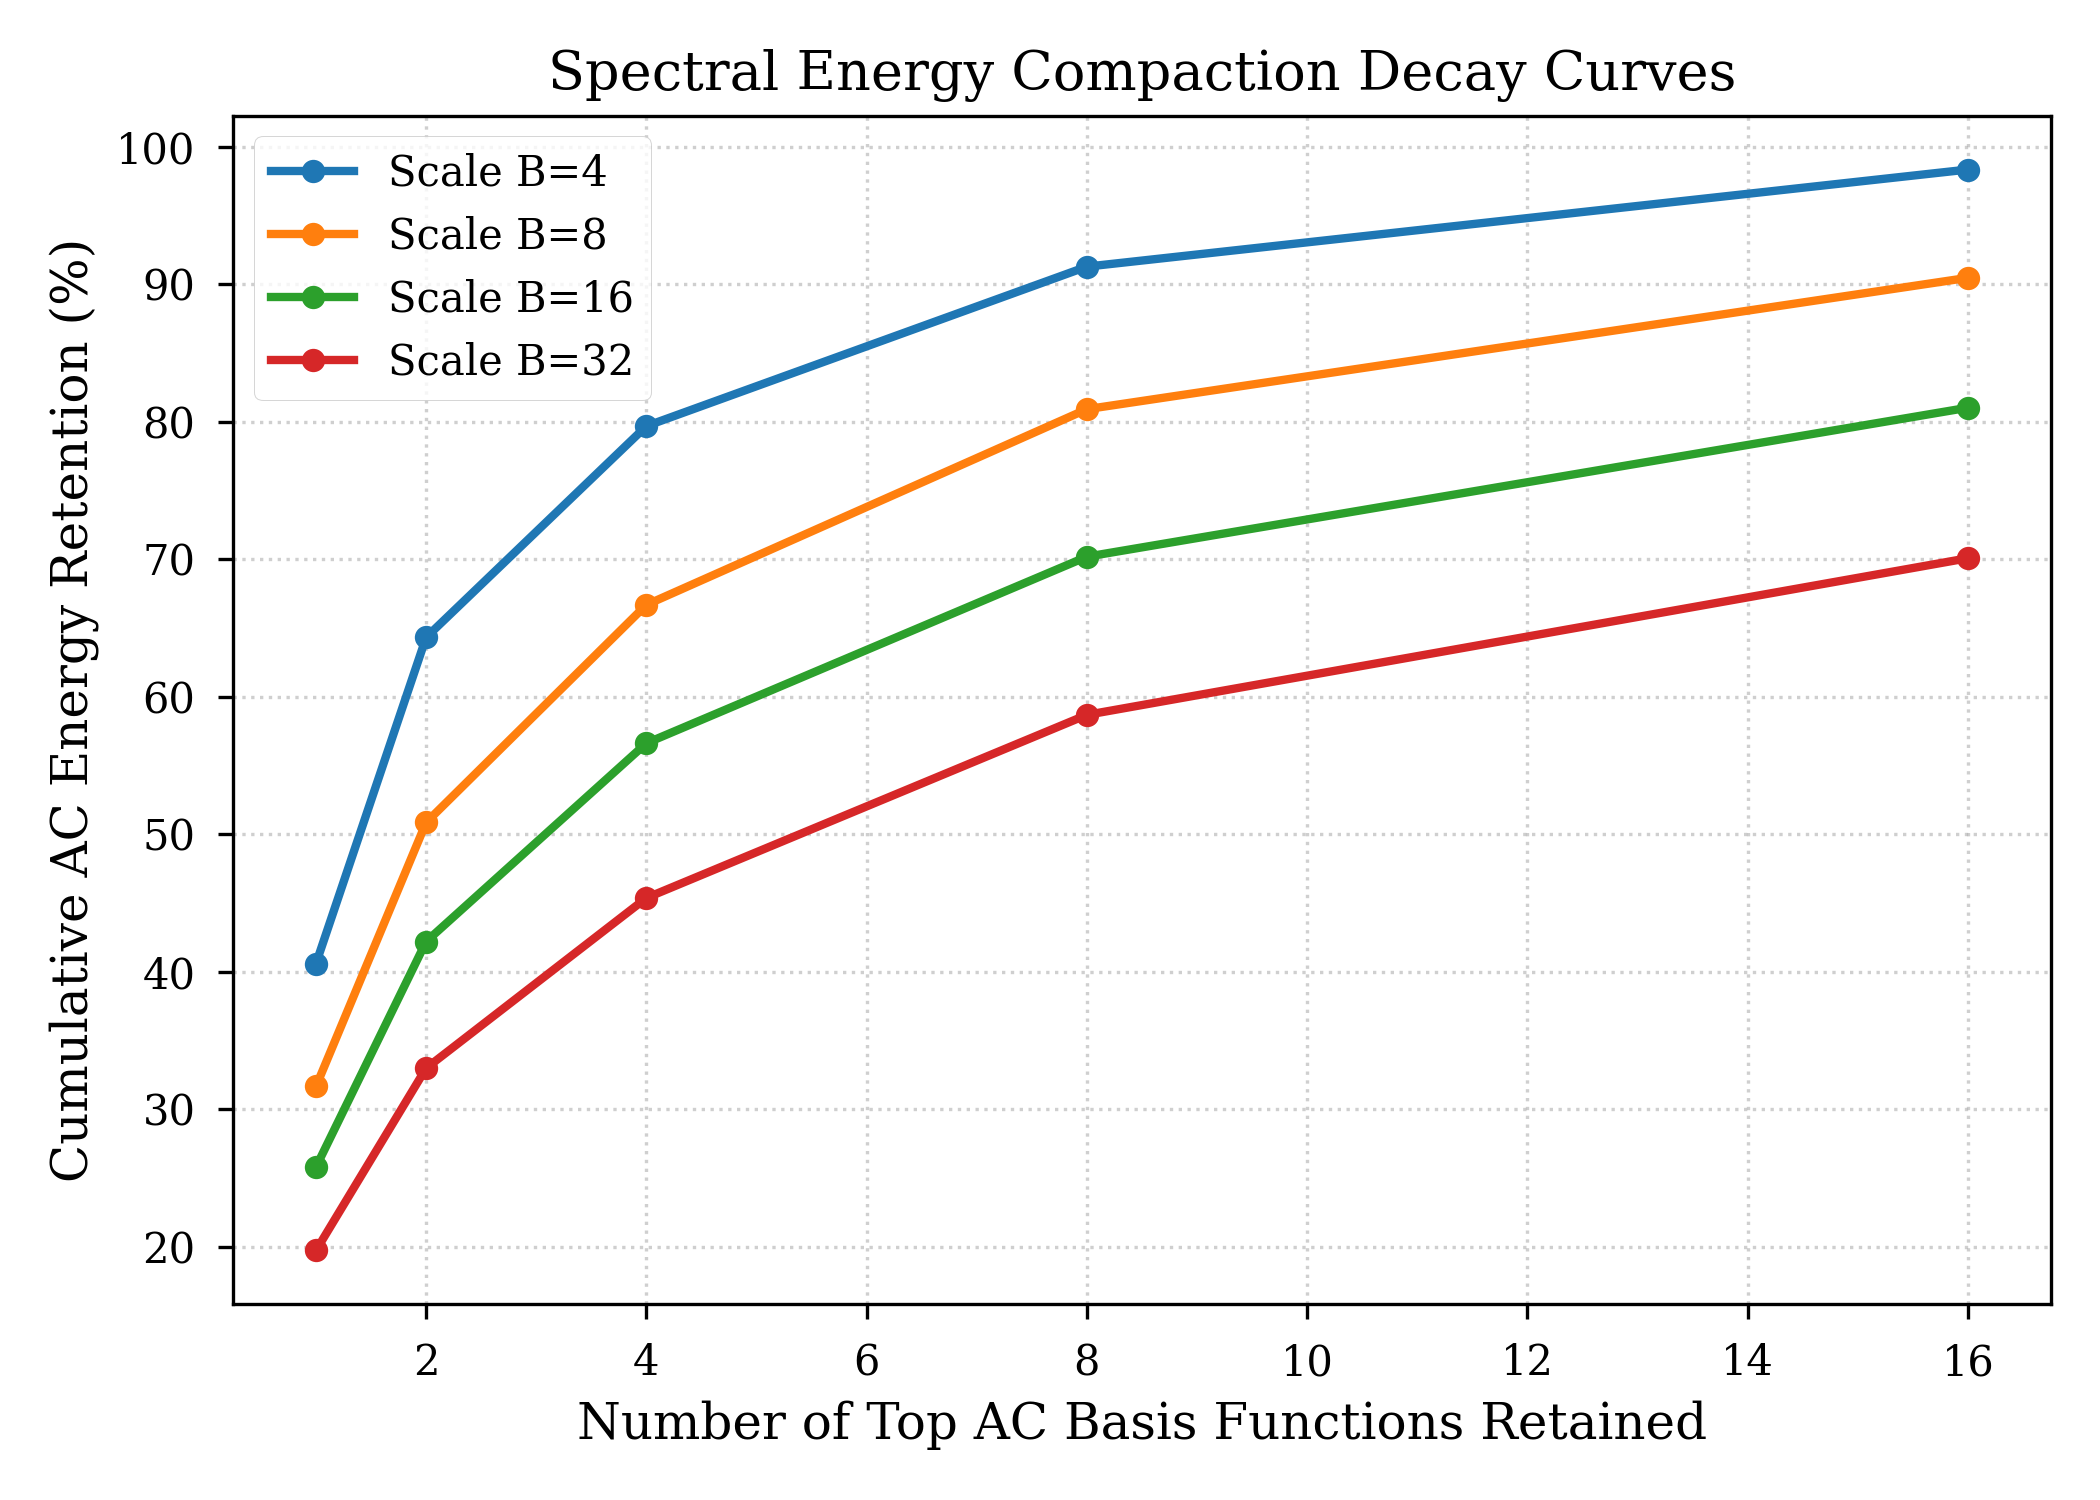 Spectral Energy Compaction Decay Curves
Cumulative AC Energy Retention (%)
100
90
80
70
60
50
40
30
20
Scale B=4
Scale B=8
Scale B=16
Scale B=32
2 4 6 8 10 12 14 16
Number of Top AC Basis Functions Retained